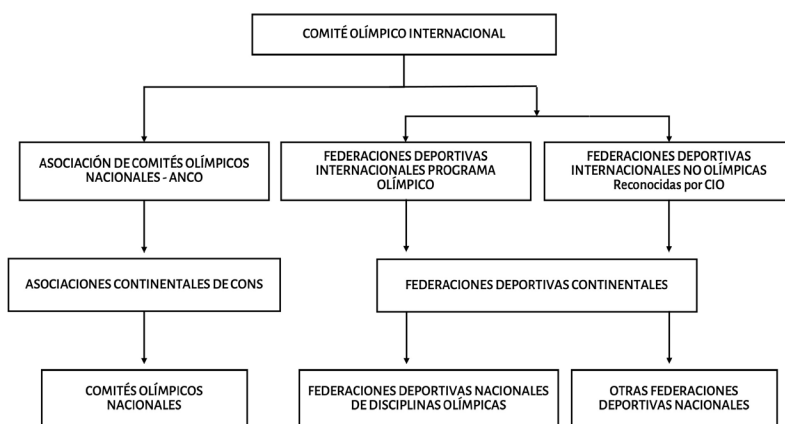 COMITÉ OLÍMPICO INTERNACIONAL
ASOCIACIÓN DE COMITÉS OLÍMPICOS
NACIONALES - ANCO
FEDERACIONES DEPORTIVAS
INTERNACIONALES PROGRAMA
OLÍMPICO
FEDERACIONES DEPORTIVAS
INTERNACIONALES NO OLÍMPICAS
Reconocidas por CIO
ASOCIACIONES CONTINENTALES DE CONS
FEDERACIONES DEPORTIVAS CONTINENTALES
COMITÉS OLÍMPICOS
NACIONALES
FEDERACIONES DEPORTIVAS NACIONALES
DE DISCIPLINAS OLÍMPICAS
OTRAS FEDERACIONES
DEPORTIVAS NACIONALES